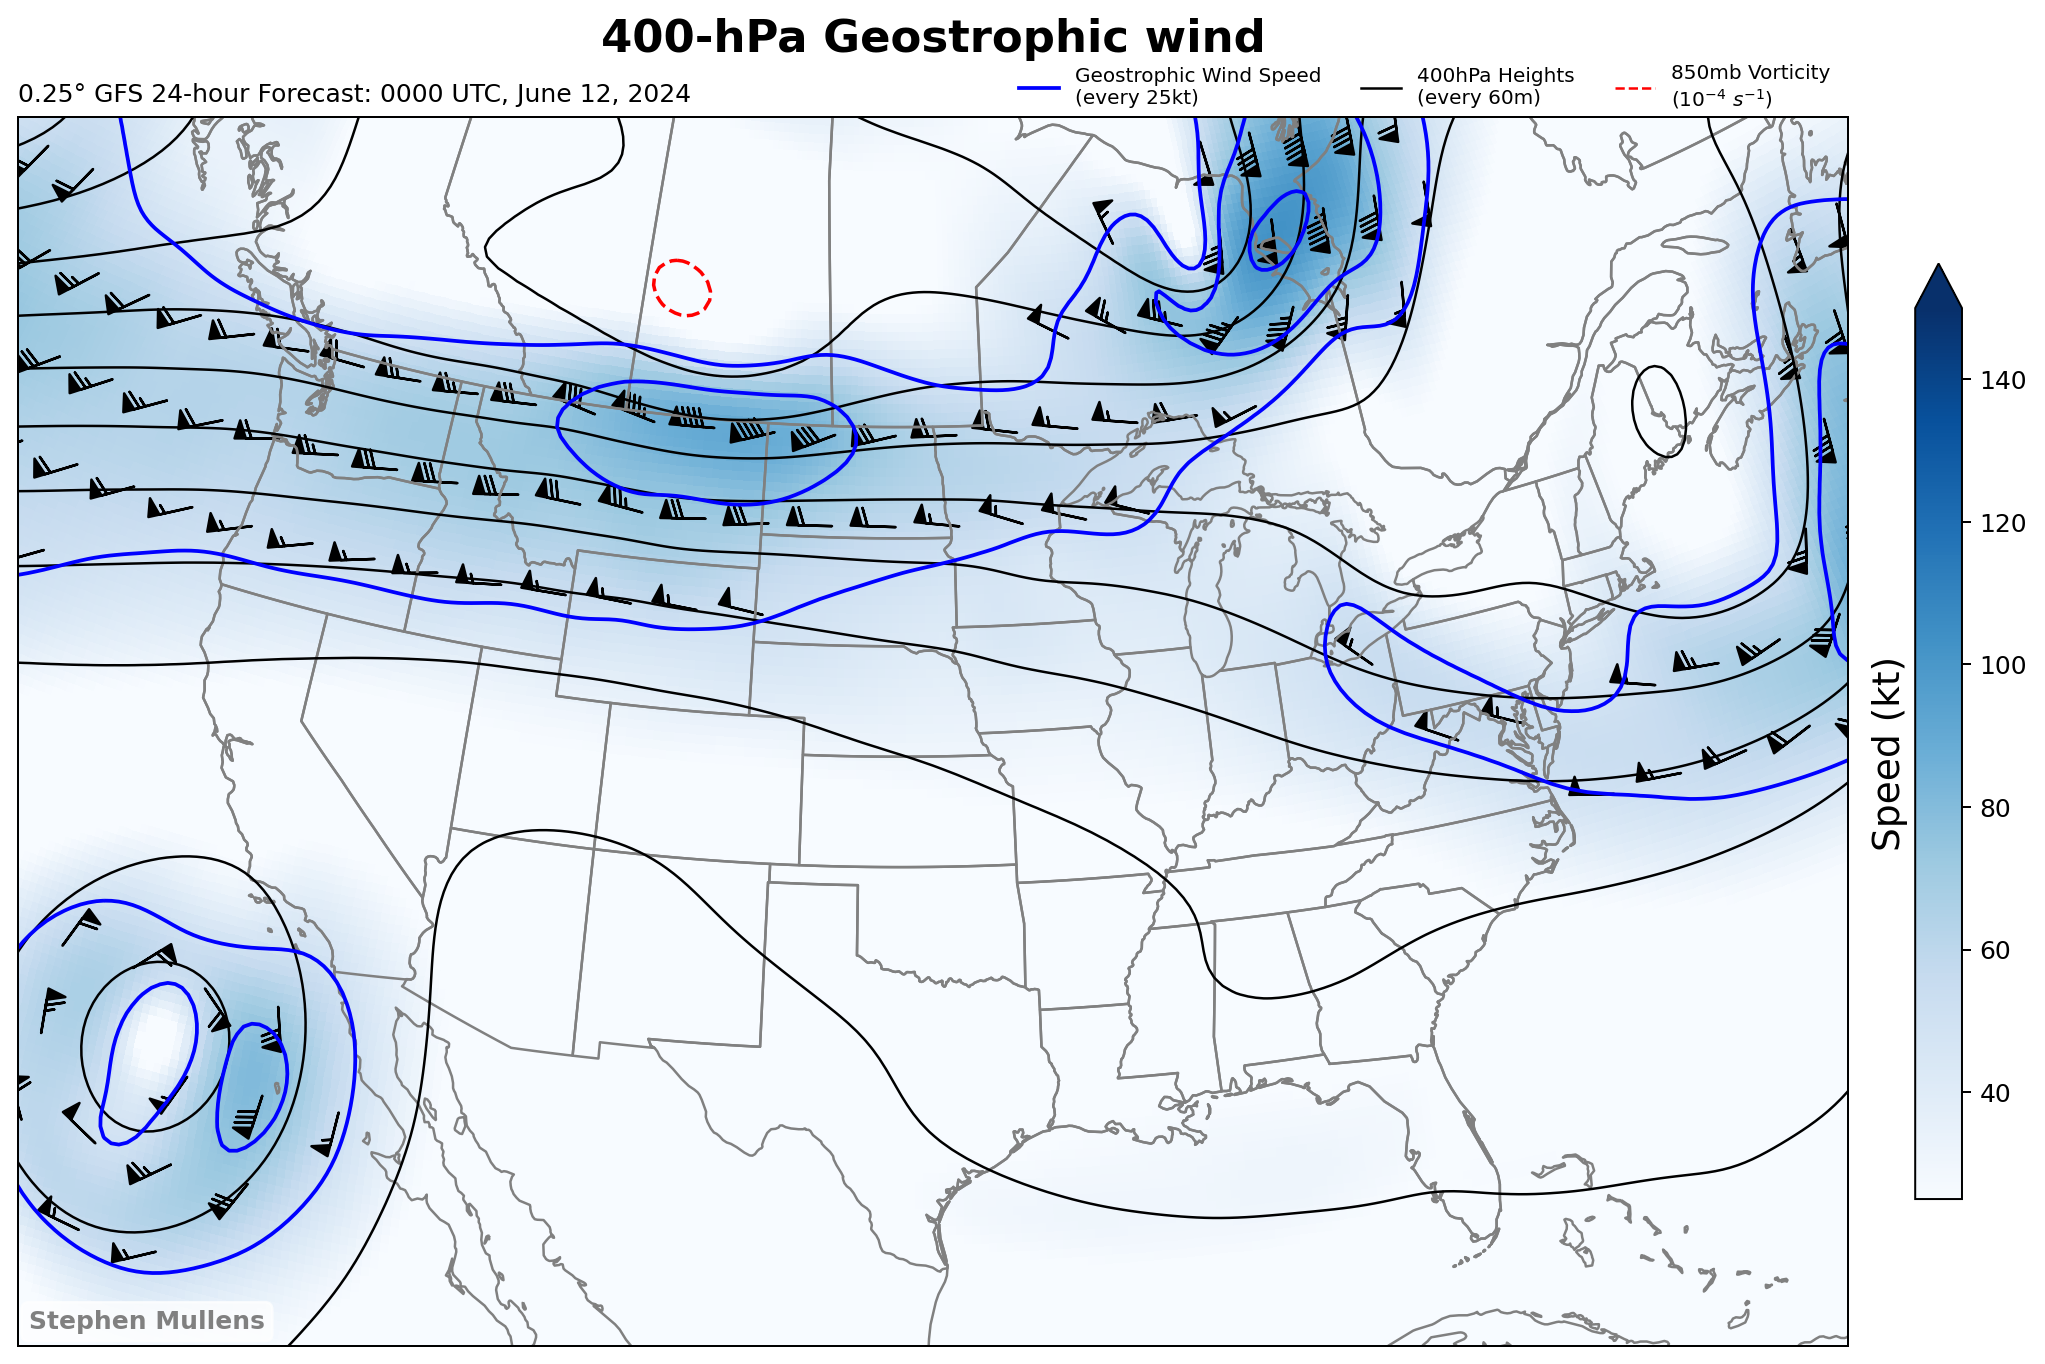 400-hPa Geostrophic wind
0.25° GFS 24-hour Forecast: 0000 UTC, June 12, 2024
Geostrophic Wind Speed
(every 25kt)
400hPa Heights
(every 60m)
850mb Vorticity
(10⁻⁴ s⁻¹)
140
120
100
80
60
40
Speed (kt)
Stephen Mullens